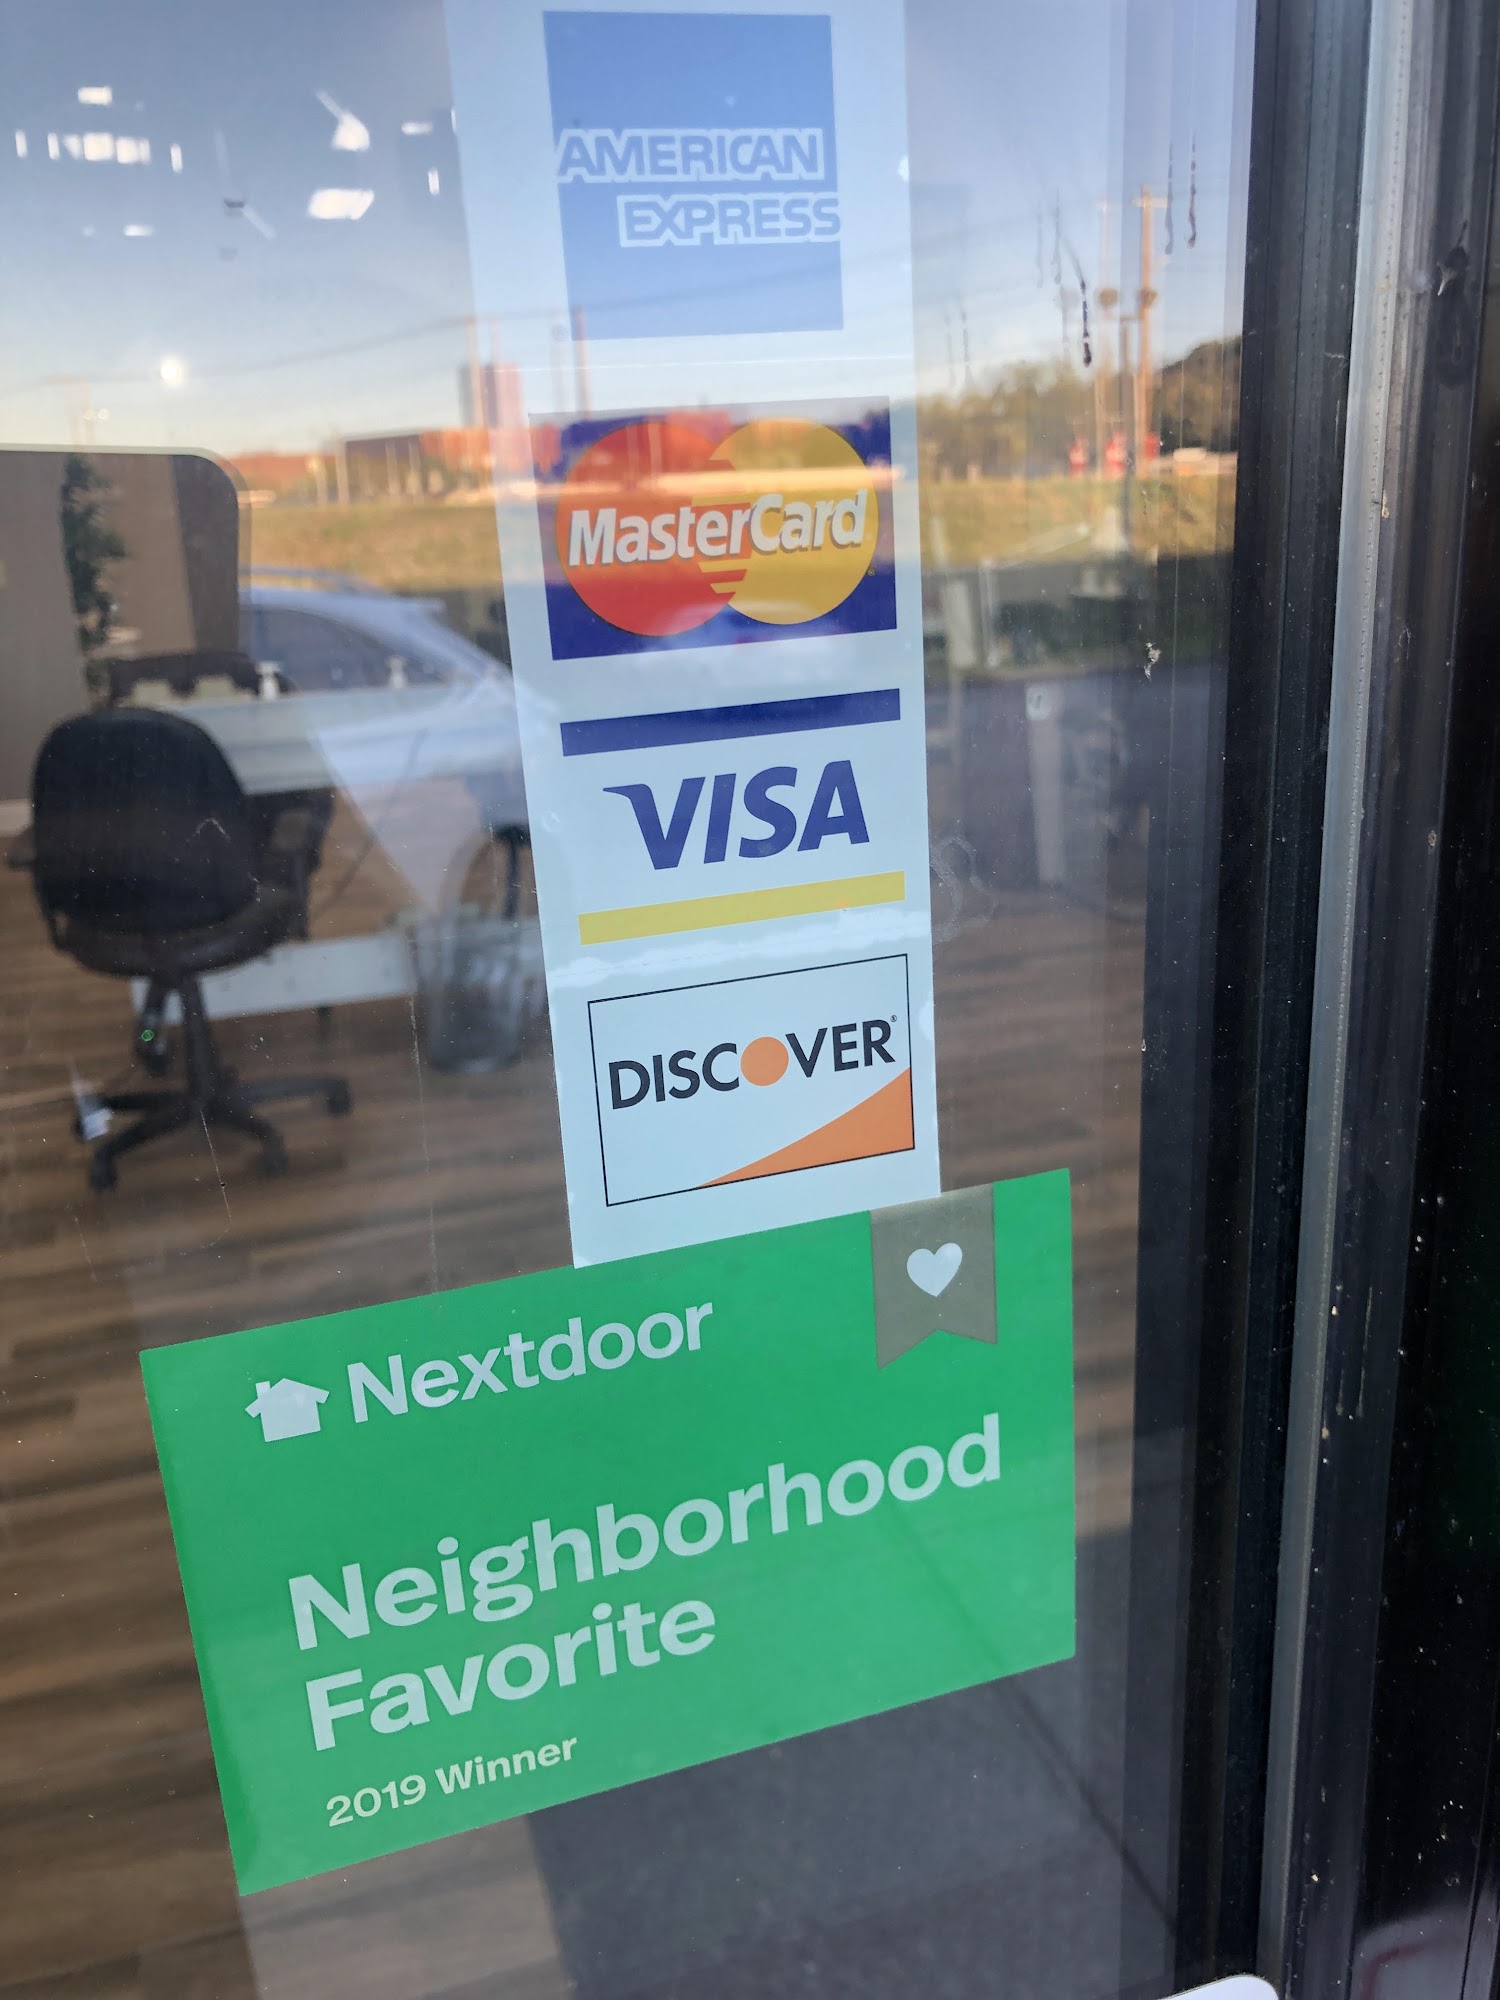 AMERICAN
EXPRESS
MasterCard
VISA
DISCOVER®
Nextdoor
Neighborhood
Favorite
2019 Winner